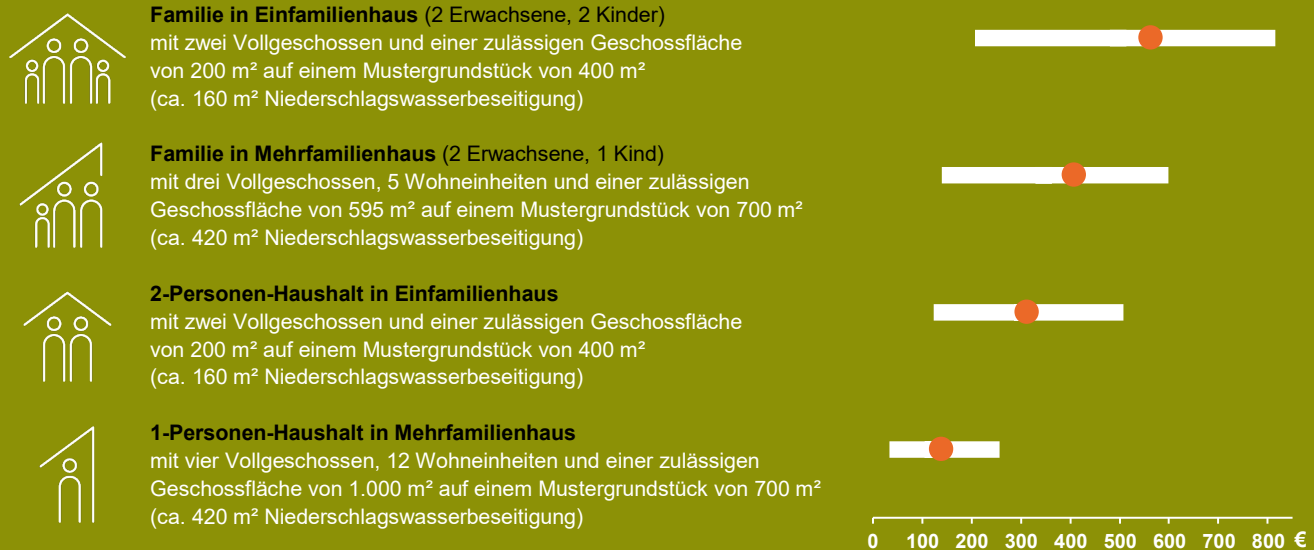 Familie in Einfamilienhaus (2 Erwachsene, 2 Kinder)
mit zwei Vollgeschossen und einer zulässigen Geschossfläche
von 200 m² auf einem Mustergrundstück von 400 m²
(ca. 160 m² Niederschlagswasserbeseitigung)
Familie in Mehrfamilienhaus (2 Erwachsene, 1 Kind)
mit drei Vollgeschossen, 5 Wohneinheiten und einer zulässigen
Geschossfläche von 595 m² auf einem Mustergrundstück von 700 m²
(ca. 420 m² Niederschlagswasserbeseitigung)
2-Personen-Haushalt in Einfamilienhaus
mit zwei Vollgeschossen und einer zulässigen Geschossfläche
von 200 m² auf einem Mustergrundstück von 400 m²
(ca. 160 m² Niederschlagswasserbeseitigung)
1-Personen-Haushalt in Mehrfamilienhaus
mit vier Vollgeschossen, 12 Wohneinheiten und einer zulässigen
Geschossfläche von 1.000 m² auf einem Mustergrundstück von 700 m²
(ca. 420 m² Niederschlagswasserbeseitigung)
0 100 200 300 400 500 600 700 800 €